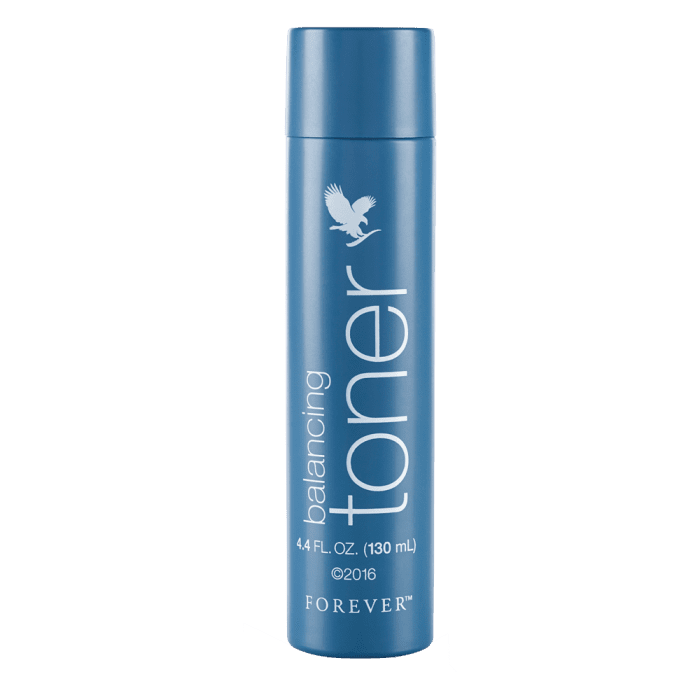 balancing
toner
4.4 FL. OZ. (130 mL)
©2016
FOREVER™